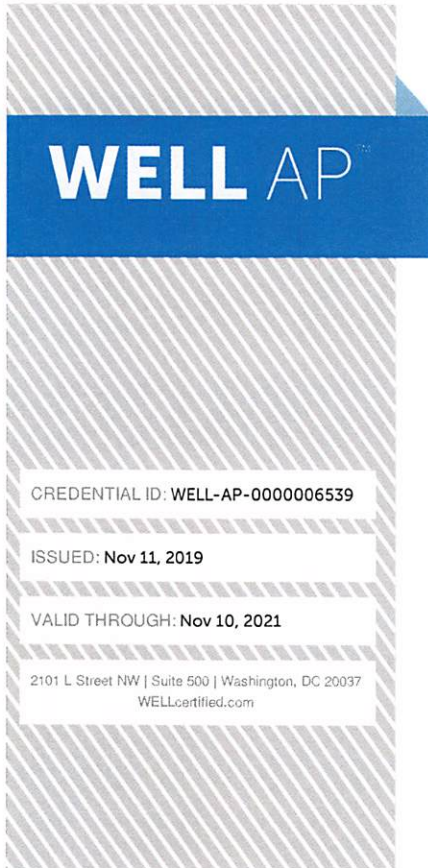 WELL AP™
CREDENTIAL ID: WELL-AP-0000006539
ISSUED: Nov 11, 2019
VALID THROUGH: Nov 10, 2021
2101 L Street NW | Suite 500 | Washington, DC 20037
WELLcertified.com